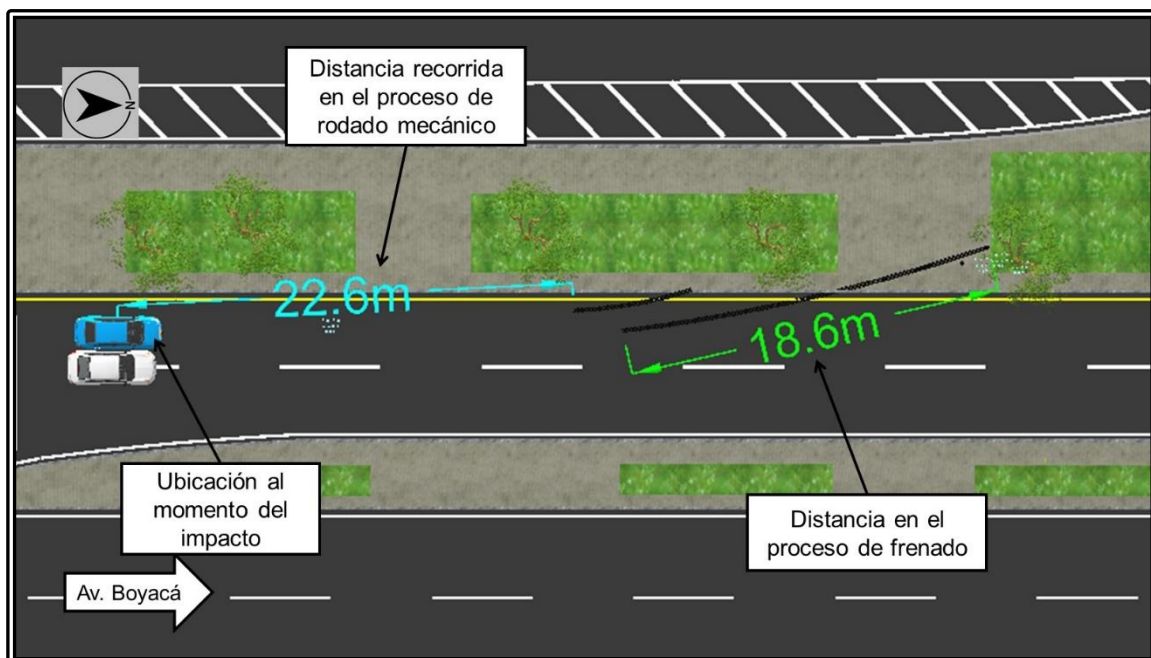 Distancia recorrida
en el proceso de
rodado mecánico
N
22.6m
18.6m
Ubicación al
momento del
impacto
Distancia en el
proceso de frenado
Av. Boyacá